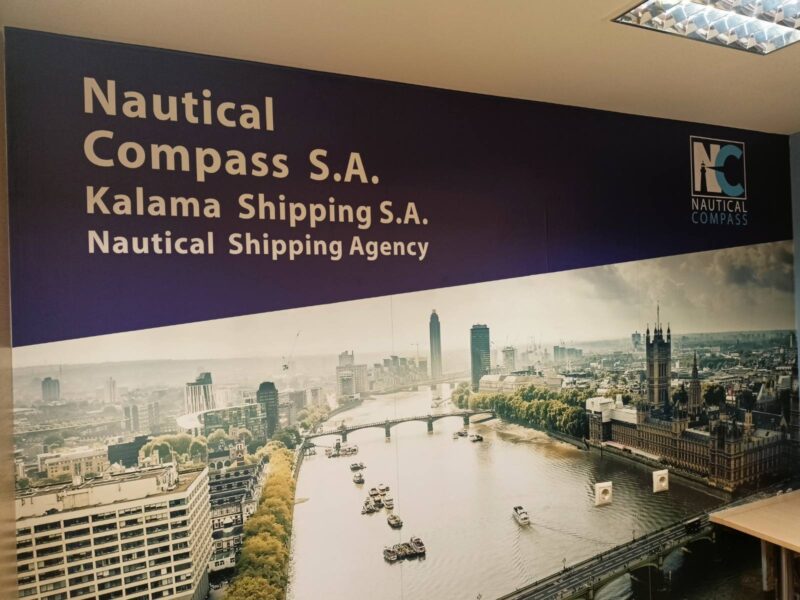 Nautical
Compass S.A.
Kalama Shipping S.A.
Nautical Shipping Agency
NC
NAUTICAL
COMPASS